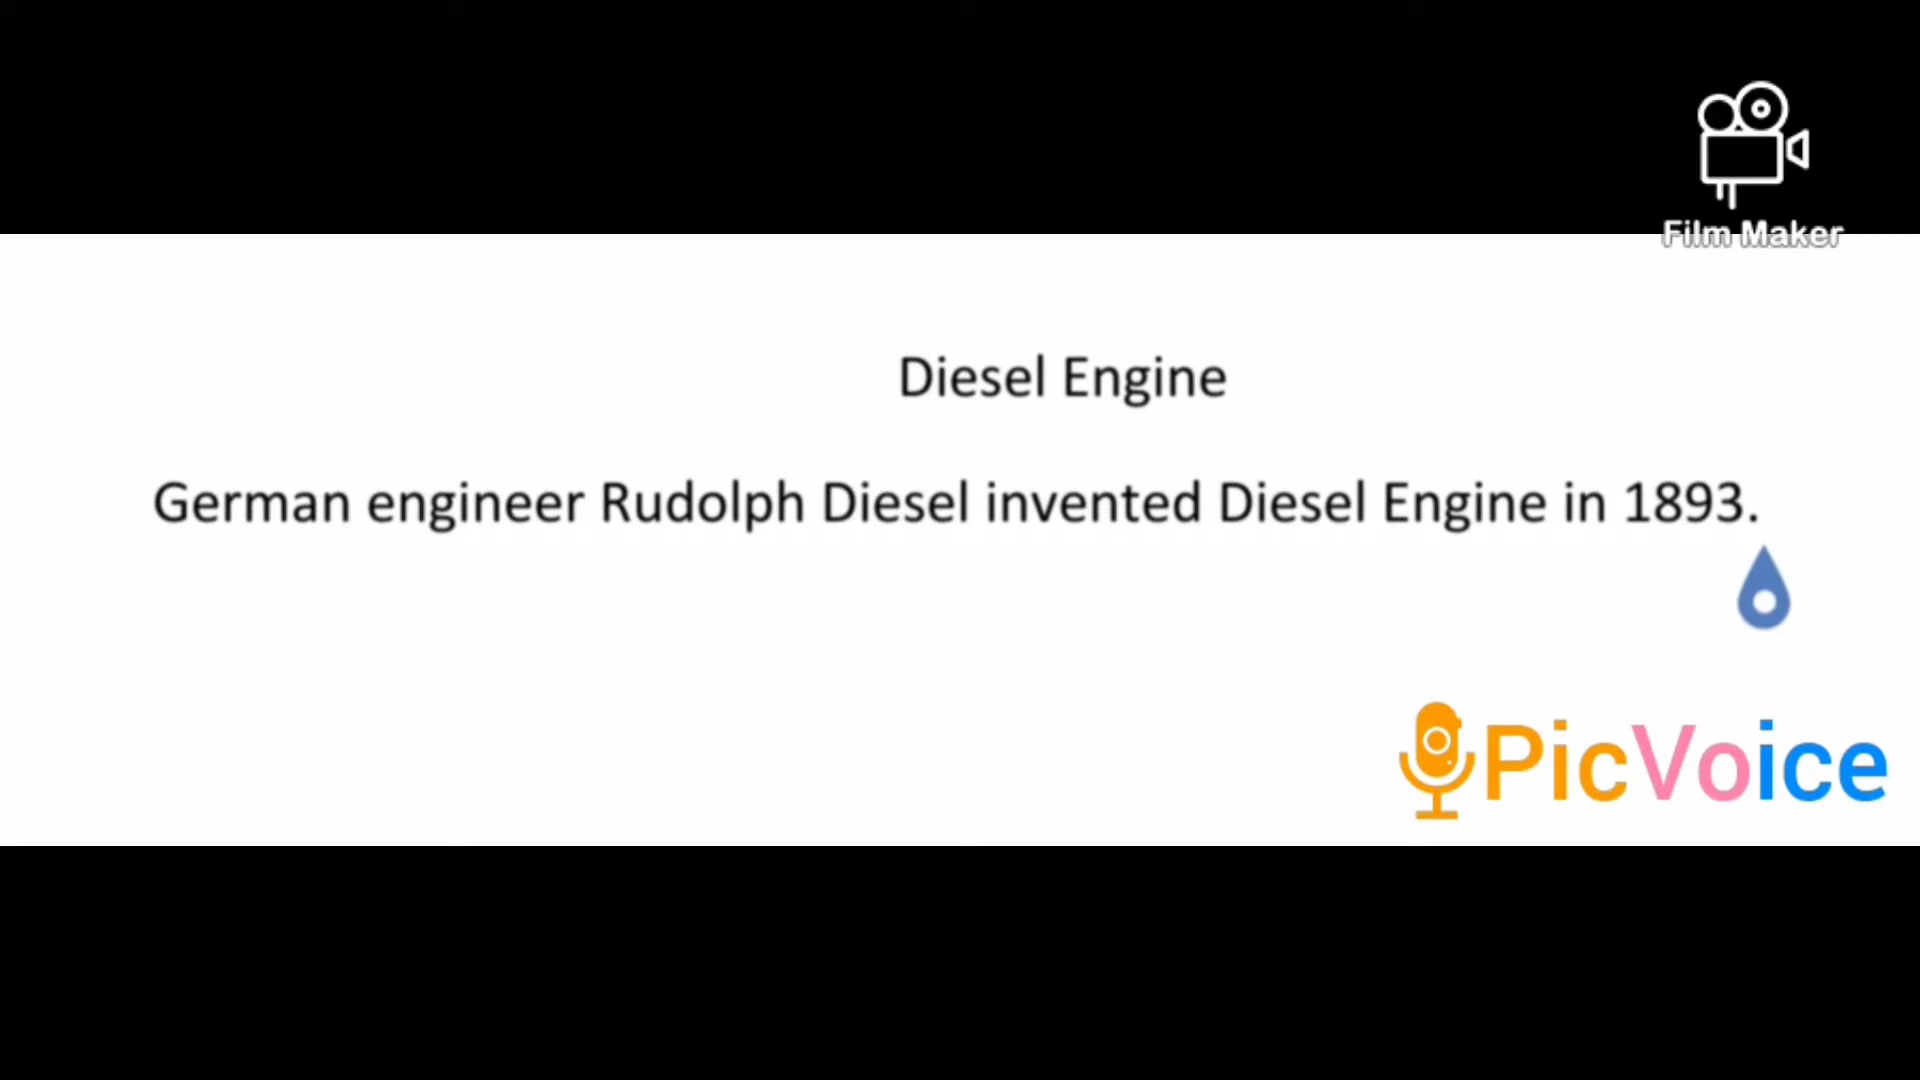 Film Maker
Diesel Engine
German engineer Rudolph Diesel invented Diesel Engine in 1893.
PicVoice